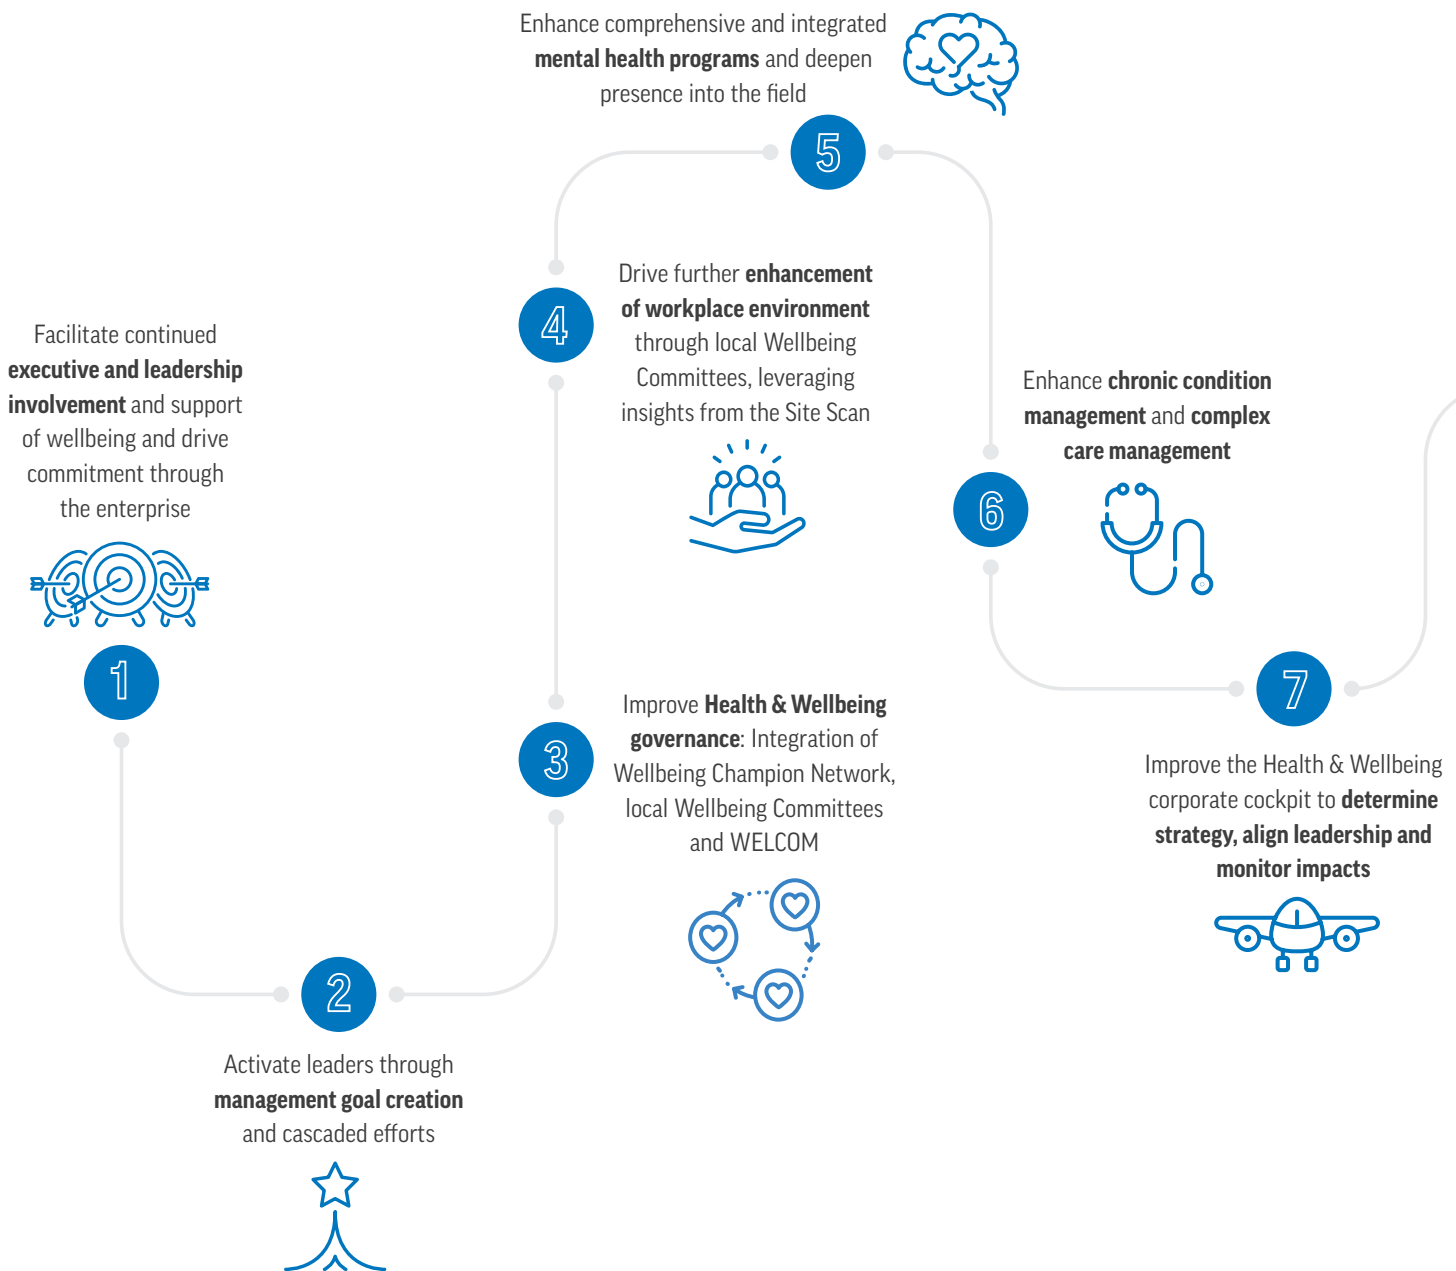 Facilitate continued
executive and leadership
involvement and support
of wellbeing and drive
commitment through
the enterprise
1
2
Activate leaders through
management goal creation
and cascaded efforts
3
Improve Health & Wellbeing
governance: Integration of
Wellbeing Champion Network,
local Wellbeing Committees
and WELCOM
4
Drive further enhancement
of workplace environment
through local Wellbeing
Committees, leveraging
insights from the Site Scan
Enhance comprehensive and integrated
mental health programs and deepen
presence into the field
5
6
Enhance chronic condition
management and complex
care management
7
Improve the Health & Wellbeing
corporate cockpit to determine
strategy, align leadership and
monitor impacts